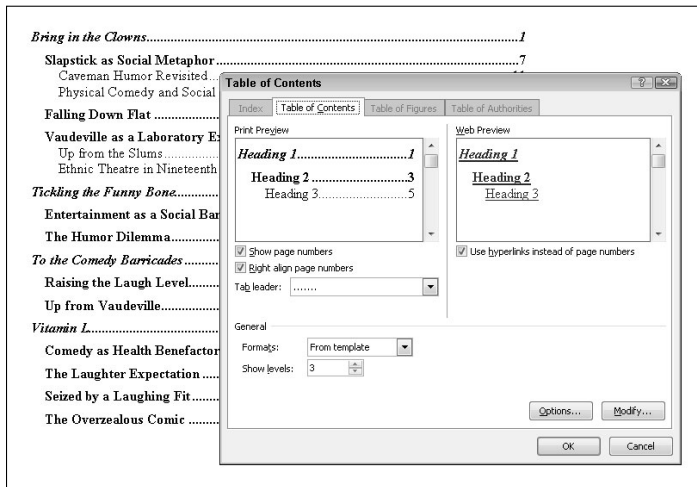 Bring in the Clowns....................................................1
Slapstick as Social Metaphor....................................7
Caveman Humor Revisited...
Physical Comedy and Social
Falling Down Flat
Vaudeville as a Laboratory Ex
Up from the Slums
Ethnic Theatre in Nineteenth
Tickling the Funny Bone
Entertainment as a Social Bar
The Humor Dilemma
To the Comedy Barricades
Raising the Laugh Level
Up from Vaudeville
Vitamin L
Comedy as Health Benefactor
The Laughter Expectation
Seized by a Laughing Fit
The Overzealous Comic
Table of Contents
Index Table of Contents Table of Figures Table of Authorities
Print Preview
Heading 1....................1
Heading 2....................3
Heading 3....................5
Show page numbers
Right align page numbers
Tab leader: .......
Web Preview
Heading 1
Heading 2
Heading 3
Use hyperlinks instead of page numbers
General
Formats: From template
Show levels: 3
Options... Modify...
OK Cancel